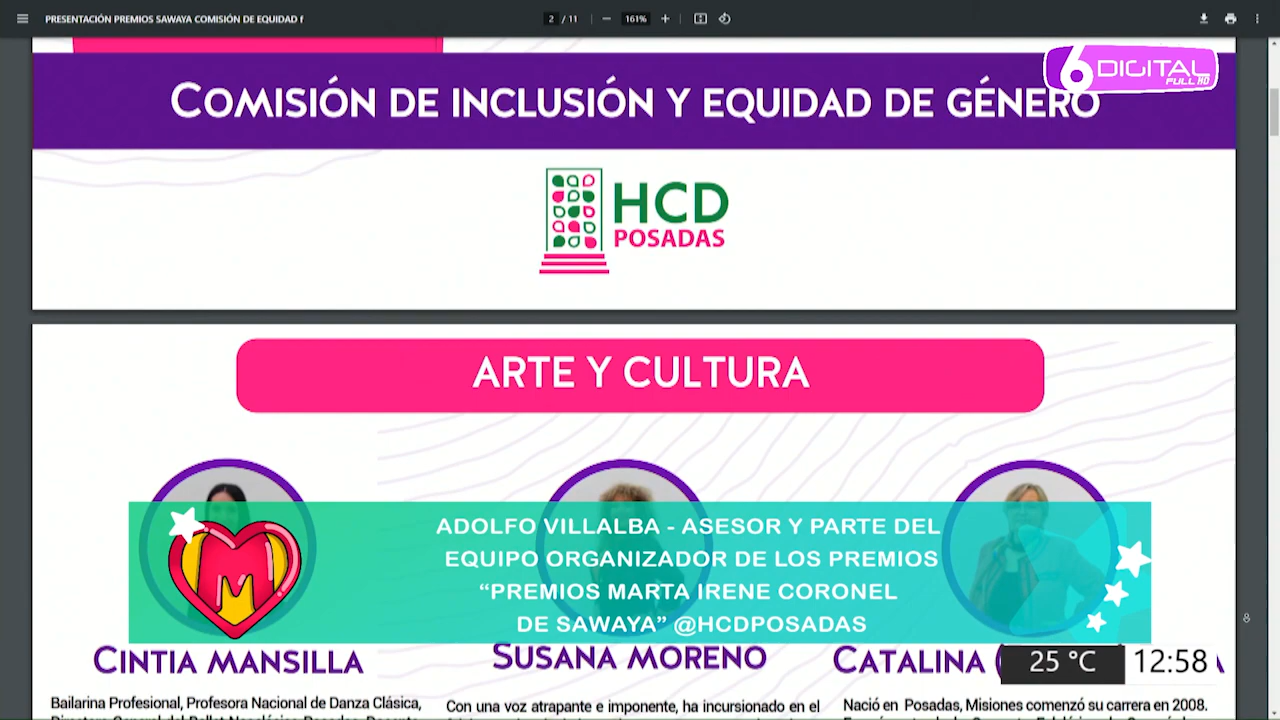 PRESENTACIÓN PREMIOS SAWAYA COMISIÓN DE EQUIDAD f
2 / 11
161%
6 DIGITAL
FULL HD
COMISIÓN DE INCLUSIÓN Y EQUIDAD DE GÉNERO
HCD
POSADAS
ARTE Y CULTURA
M
ADOLFO VILLALBA - ASESOR Y PARTE DEL
EQUIPO ORGANIZADOR DE LOS PREMIOS
“PREMIOS MARTA IRENE CORONEL
DE SAWAYA” @HCDPOSADAS
CINTIA MANSILLA
SUSANA MORENO
CATALINA (
25 °C
12:58
Bailarina Profesional, Profesora Nacional de Danza Clásica,
Con una voz atrapante e imponente, ha incursionado en el
Nació en Posadas, Misiones comenzó su carrera en 2008.